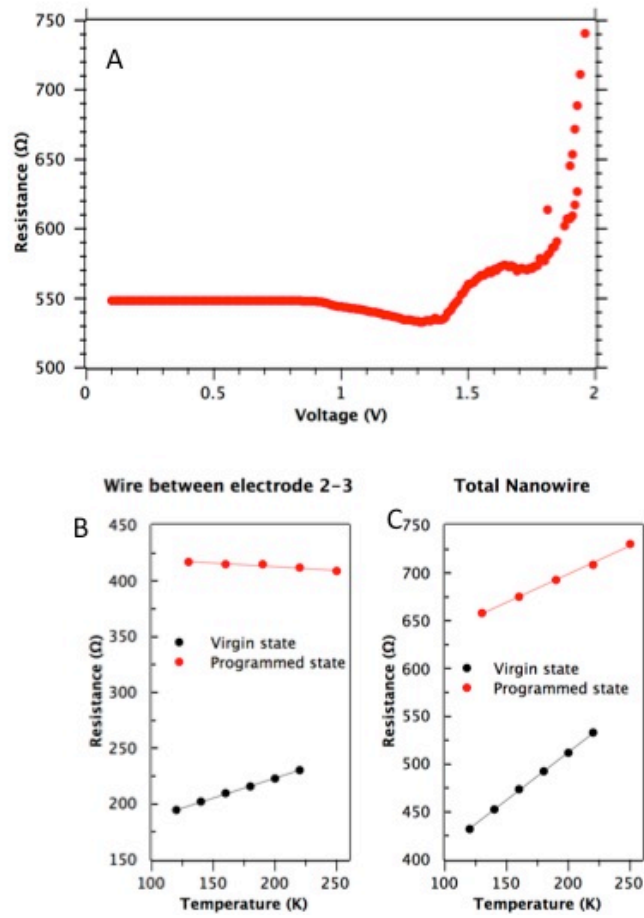 A
750
700
650
600
550
500
Resistance (Ω)
0
0.5
1
1.5
2
Voltage (V)
Wire between electrode 2-3
B
450
400
350
300
250
200
150
Resistance (Ω)
Virgin state
Programmed state
100
150
200
250
Temperature (K)
Total Nanowire
C
750
700
650
600
550
500
450
400
Resistance (Ω)
Virgin state
Programmed state
100
150
200
250
Temperature (K)